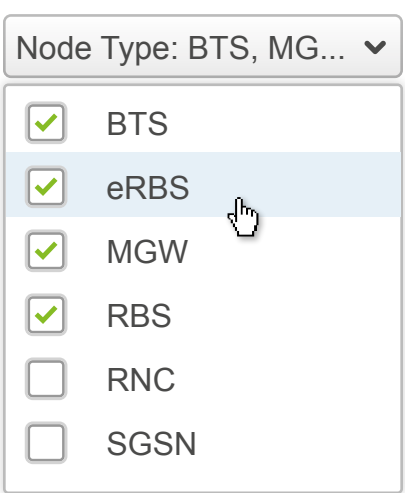 Node Type: BTS, MG...
BTS
eRBS
MGW
RBS
RNC
SGSN